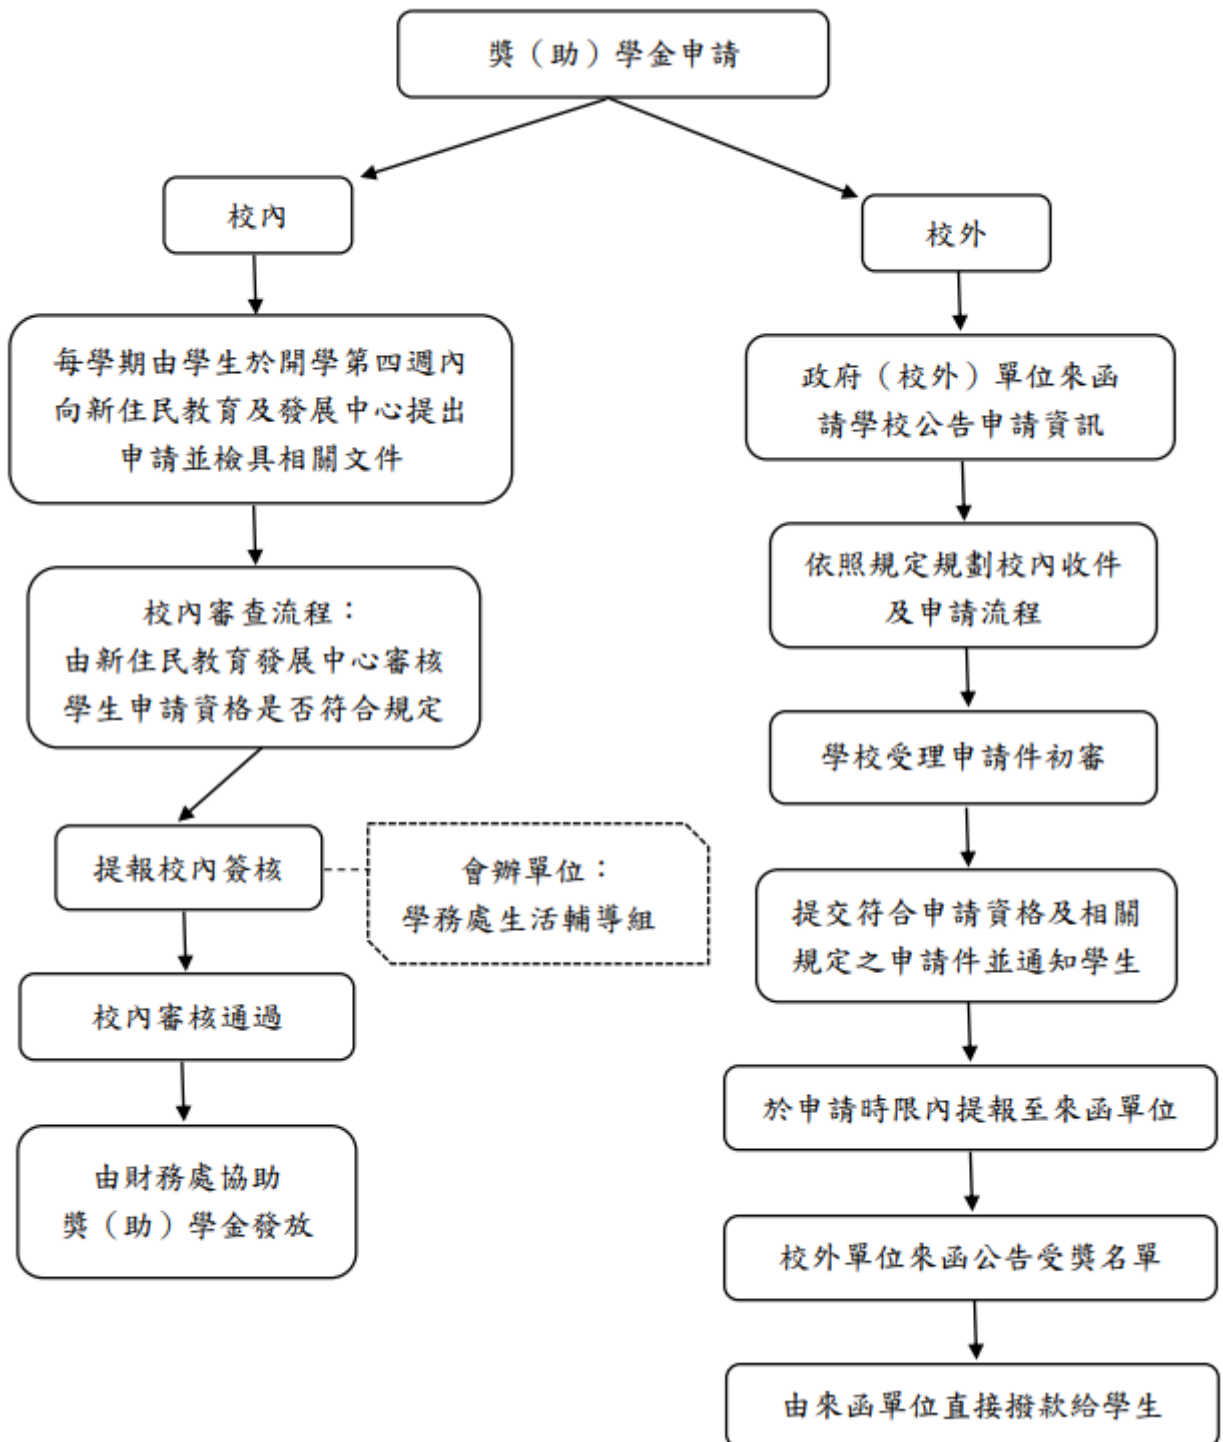 獎（助）學金申請
校內
每學期由學生於開學第四週內
向新住民教育及發展中心提出
申請並檢具相關文件
校內審查流程：
由新住民教育發展中心審核
學生申請資格是否符合規定
提報校內簽核
會辦單位：
學務處生活輔導組
校內審核通過
由財務處協助
獎（助）學金發放
校外
政府（校外）單位來函
請學校公告申請資訊
依照規定規劃校內收件
及申請流程
學校受理申請件初審
提交符合申請資格及相關
規定之申請件並通知學生
於申請時限內提報至來函單位
校外單位來函公告受獎名單
由來函單位直接撥款給學生